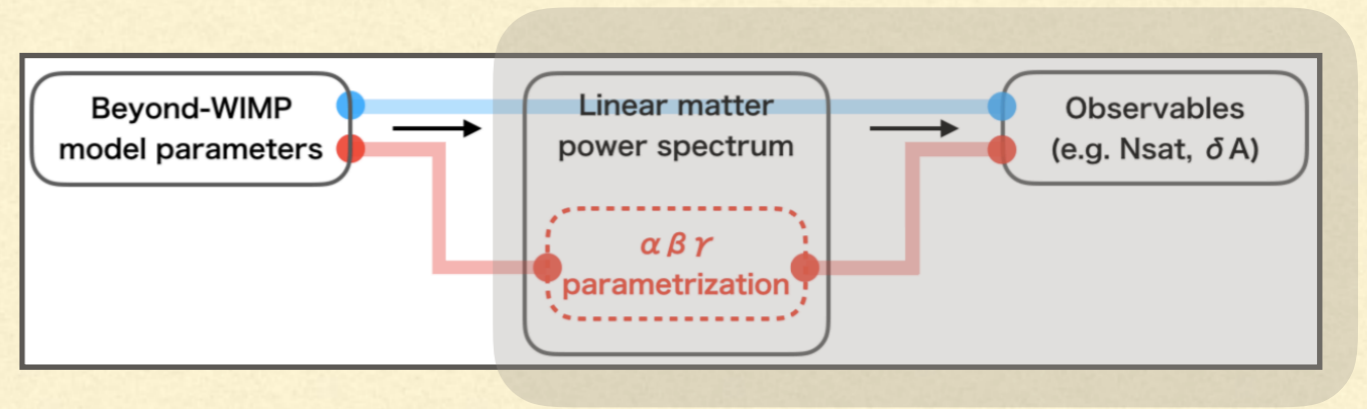 Beyond-WIMP
model parameters
Linear matter
power spectrum
α β γ
parametrization
Observables
(e.g. Nsat, δA)